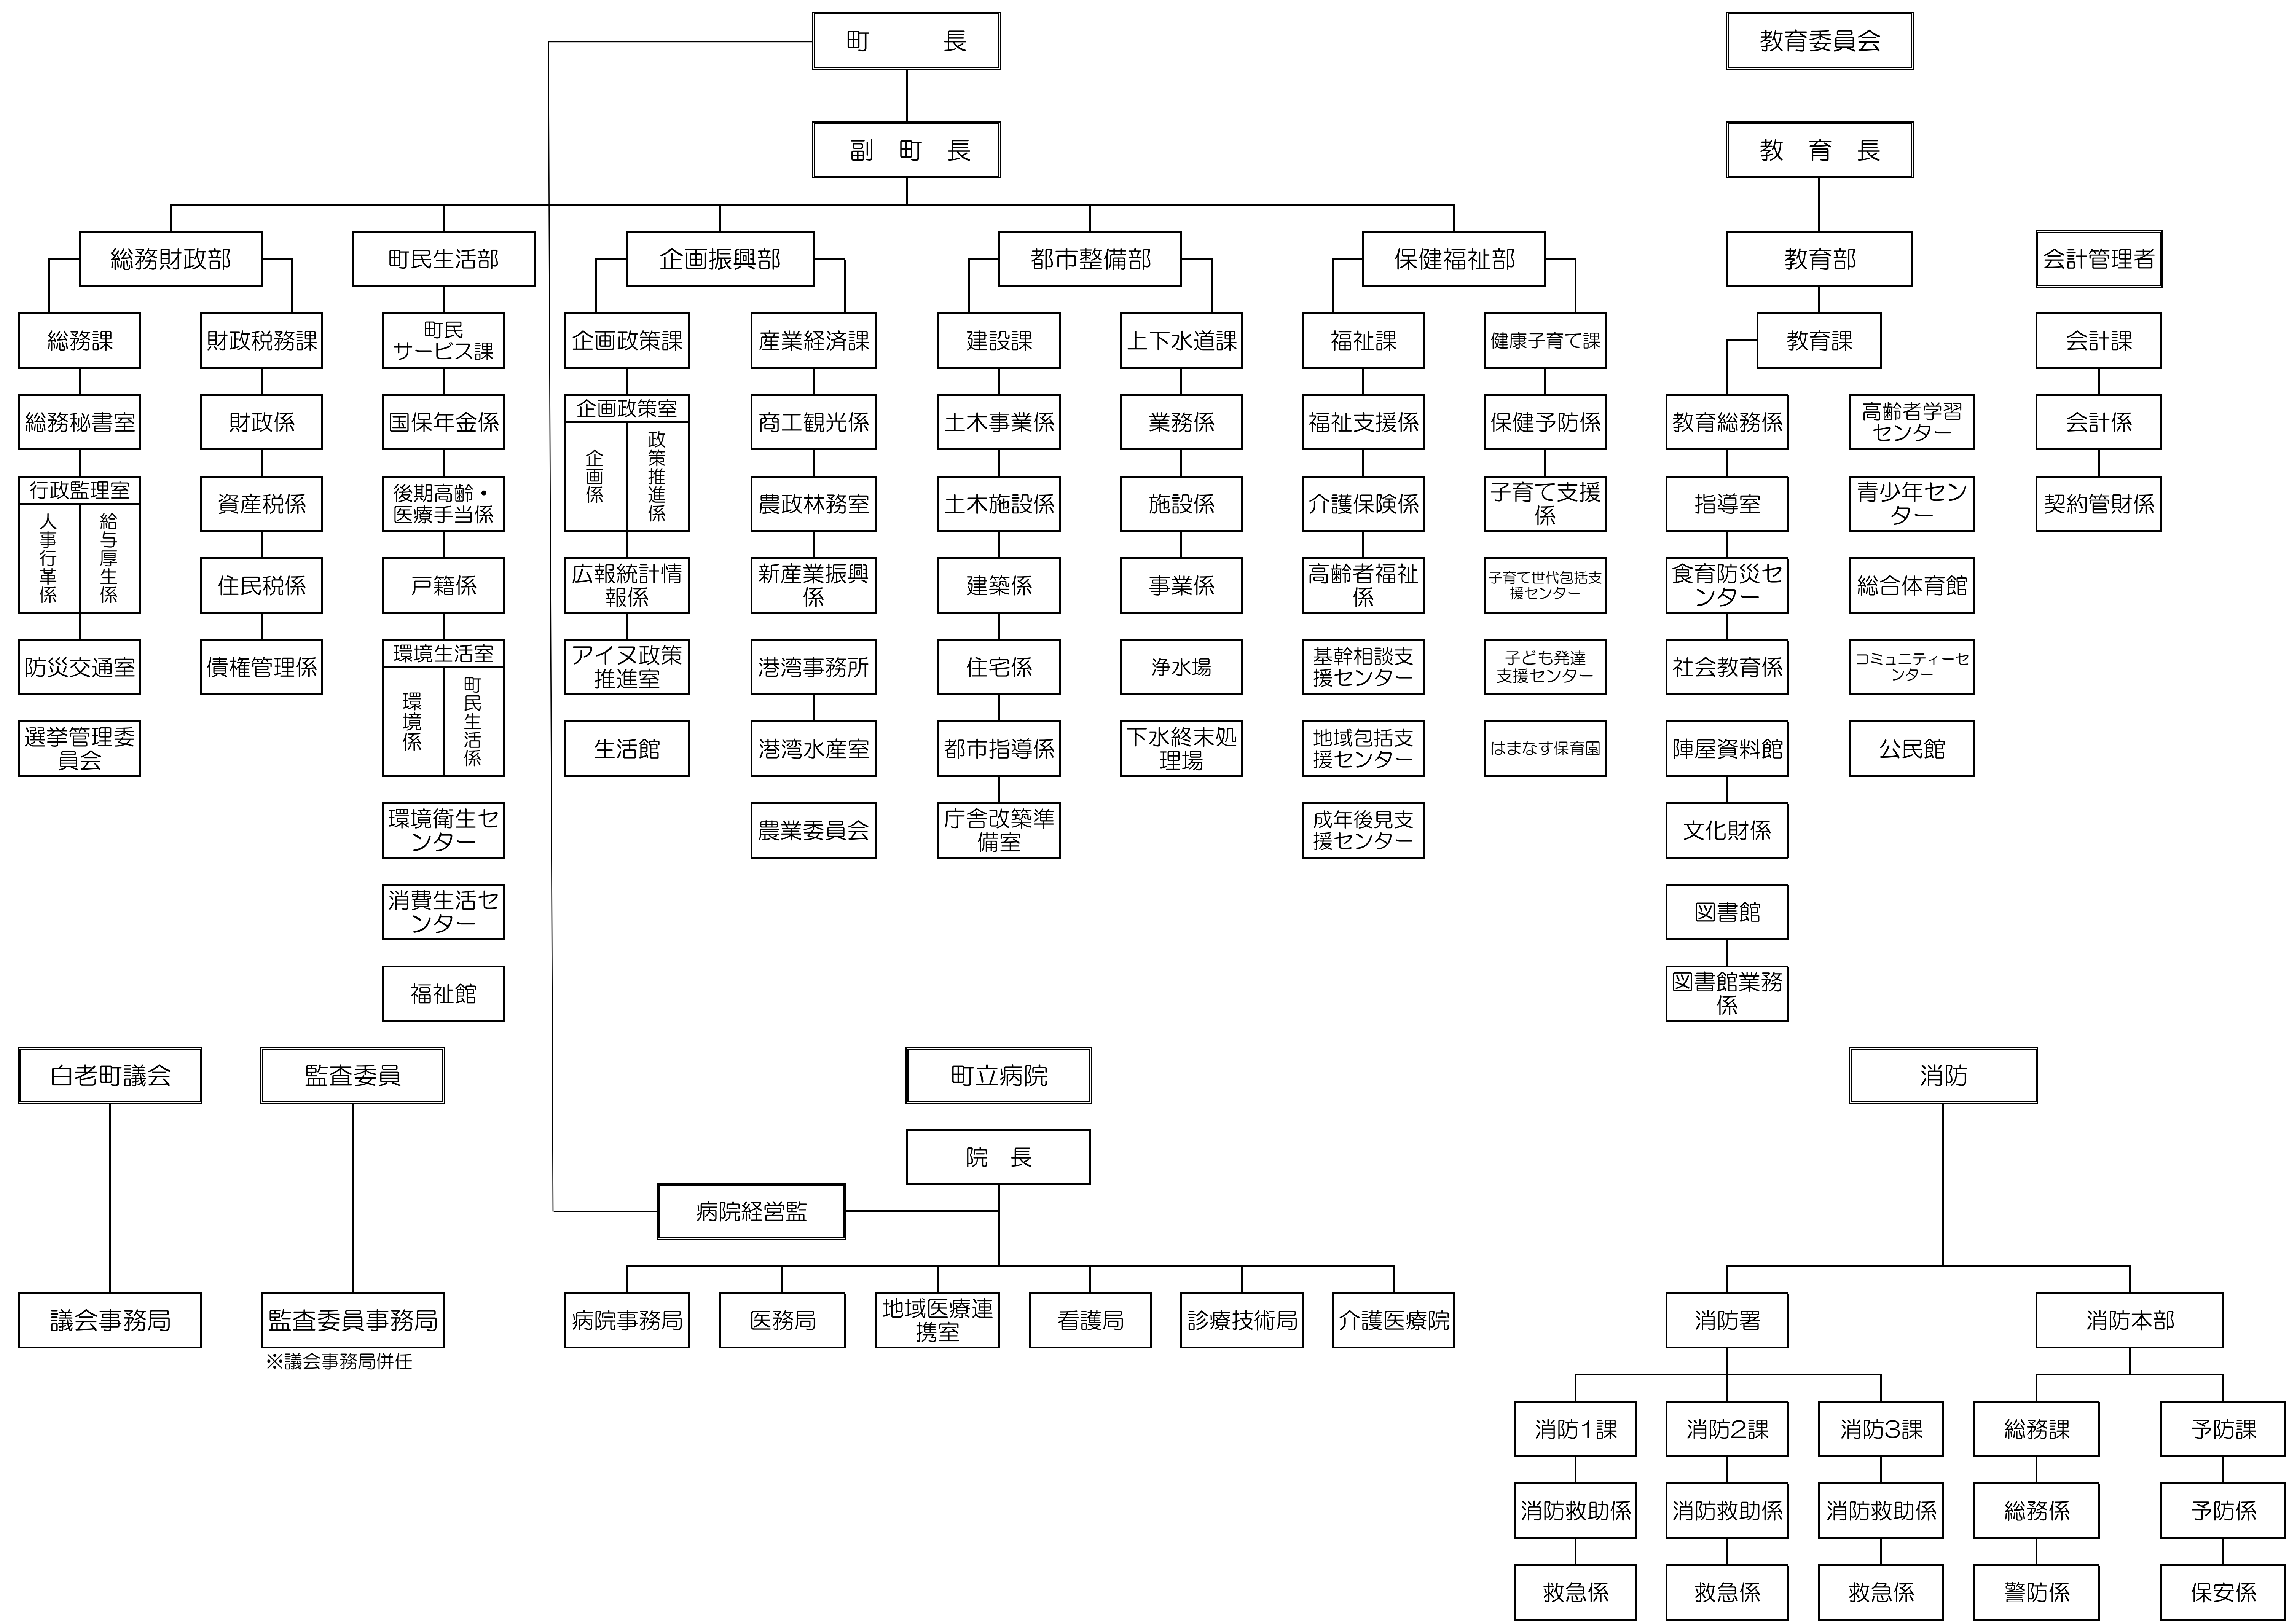 町　　　長
教育委員会
副　町　長
教　育　長
総務財政部
町民生活部
企画振興部
都市整備部
保健福祉部
教育部
会計管理者
総務課
財政税務課
町民
サービス課
企画政策課
産業経済課
建設課
上下水道課
福祉課
健康子育て課
教育課
会計課
総務秘書室
財政係
国保年金係
企画政策室
企画係
政策推進係
商工観光係
土木事業係
業務係
福祉支援係
保健予防係
教育総務係
高齢者学習
センター
会計係
行政監理室
人事行革係
給与厚生係
資産税係
後期高齢・
医療手当係
農政林務室
土木施設係
施設係
介護保険係
子育て支援
係
指導室
青少年セン
ター
契約管財係
住民税係
戸籍係
広報統計情
報係
新産業振興
係
建築係
事業係
高齢者福祉
係
子育て世代包括支
援センター
食育防災セ
ンター
総合体育館
防災交通室
債権管理係
環境生活室
環境係
町民生活係
アイヌ政策
推進室
港湾事務所
住宅係
浄水場
基幹相談支
援センター
子ども発達
支援センター
社会教育係
コミュニティーセ
ンター
選挙管理委
員会
生活館
港湾水産室
都市指導係
下水終末処
理場
地域包括支
援センター
はまなす保育園
陣屋資料館
公民館
環境衛生セ
ンター
農業委員会
庁舎改築準
備室
成年後見支
援センター
文化財係
消費生活セ
ンター
図書館
福祉館
図書館業務
係
白老町議会
監査委員
町立病院
消防
院　長
病院経営監
議会事務局
監査委員事務局
※議会事務局併任
病院事務局
医務局
地域医療連
携室
看護局
診療技術局
介護医療院
消防署
消防本部
消防1課
消防2課
消防3課
総務課
予防課
消防救助係
消防救助係
消防救助係
総務係
予防係
救急係
救急係
救急係
警防係
保安係